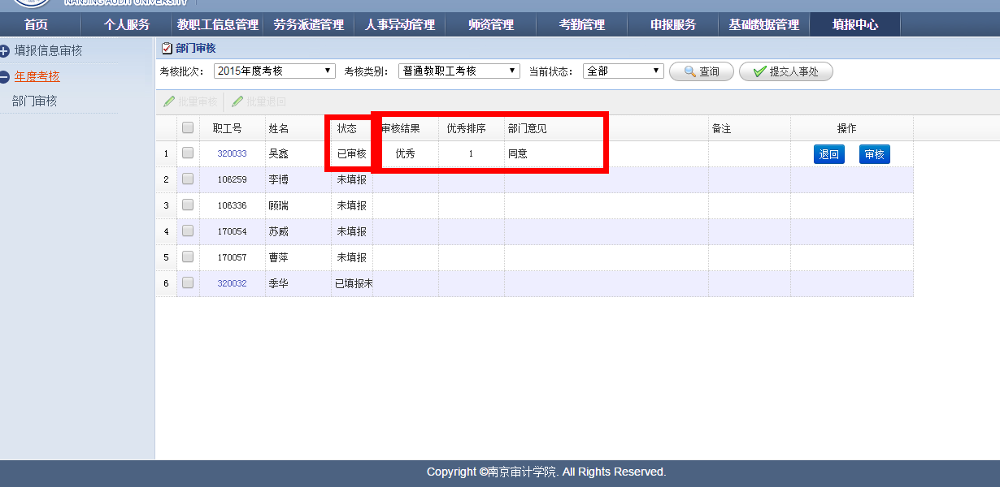 NANJING AUDIT UNIVERSITY
首页 个人服务 教职工信息管理 劳务派遣管理 人事异动管理 师资管理 考勤管理 申报服务 基础数据管理 填报中心
填报信息审核
年度考核
部门审核
部门审核
考核批次: 2015年度考核 考核类别: 普通教职工考核 当前状态: 全部 查询 提交人事处
批量审核 批量退回
职工号 姓名 状态 审核结果 优秀排序 部门意见 备注 操作
1 320033 吴鑫 已审核 优秀 1 同意 退回 审核
2 106259 李博 未填报
3 106336 顾瑞 未填报
4 170054 苏威 未填报
5 170057 曹萍 未填报
6 320032 季华 已填报未
Copyright ©南京审计学院. All Rights Reserved.